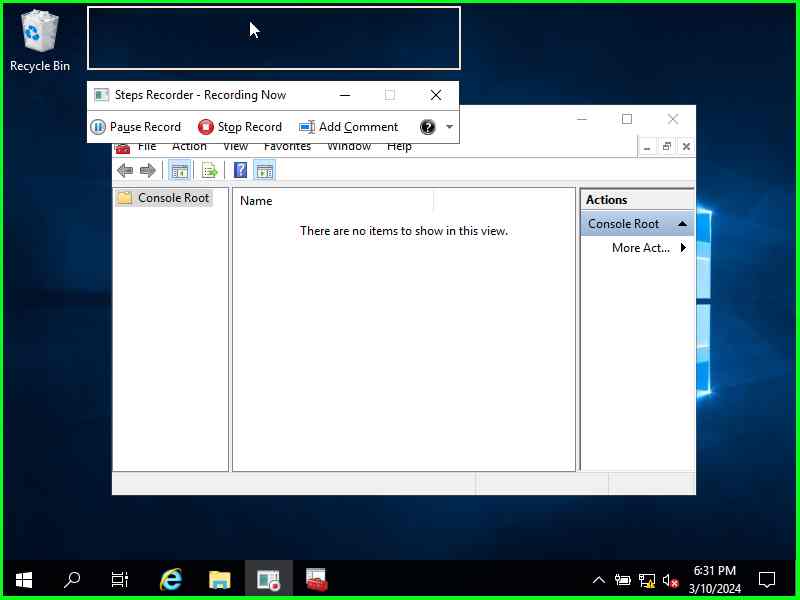 Recycle Bin
Steps Recorder - Recording Now
Pause Record Stop Record Add Comment ?
File Action View Favorites Window Help
?
Console Root
Name
There are no items to show in this view.
Actions
Console Root
More Act...
6:31 PM
3/10/2024